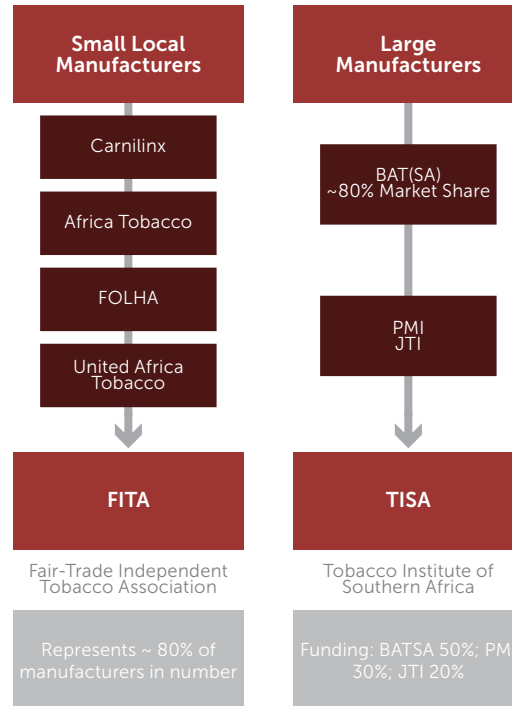 Small Local
Manufacturers
Carnilinx
Africa Tobacco
FOLHA
United Africa
Tobacco
FITA
Fair-Trade Independent
Tobacco Association
Represents ~ 80% of
manufacturers in number
Large
Manufacturers
BAT(SA)
~80% Market Share
PMI
JTI
TISA
Tobacco Institute of
Southern Africa
Funding: BATSA 50%; PM
30%; JTI 20%